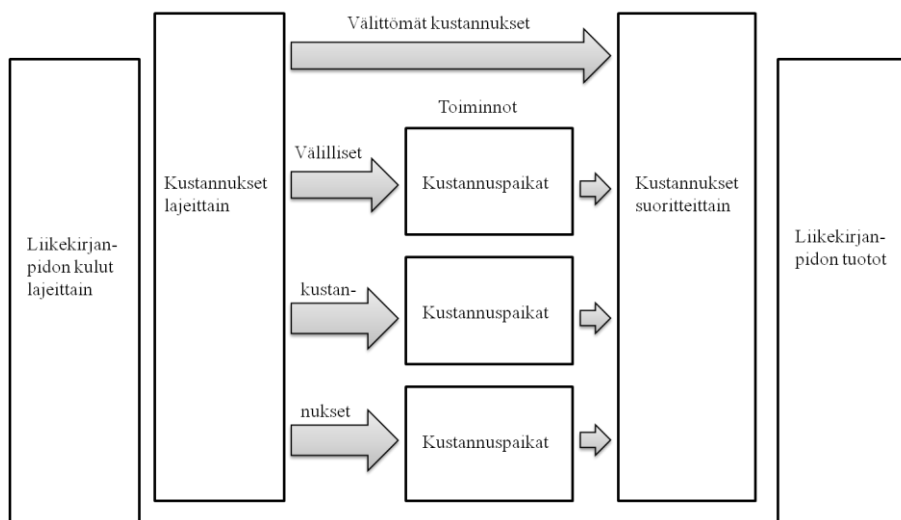 Välittömät kustannukset
Toiminnot
Välilliset
Kustannuspaikat
Kustannukset
lajeittain
Kustannukset
suoritteittain
Liikekirjan-
pidon kulut
lajeittain
Liikekirjan-
pidon tuotot
kustan-
Kustannuspaikat
nukset
Kustannuspaikat